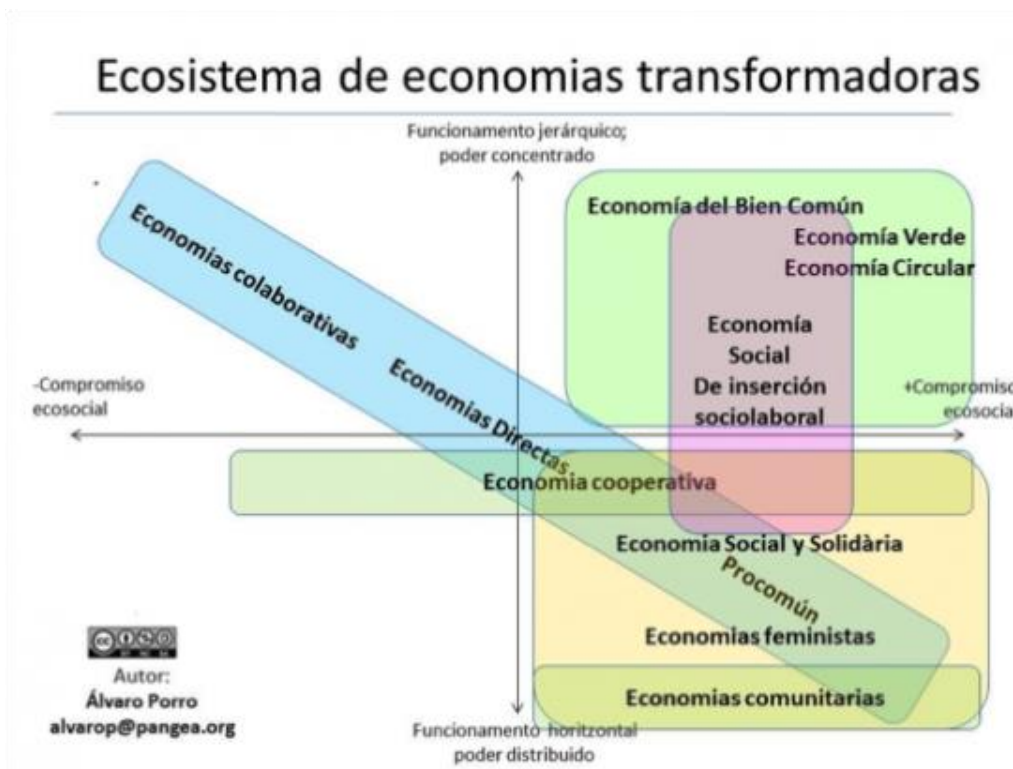 Ecosistema de economias transformadoras
Funcionamento jerárquico;
poder concentrado
Economias colaborativas
Economias Directas
Procomún
Economía del Bien Común
Economía Verde
Economía Circular
Economía
Social
De inserción
sociolaboral
-Compromiso
ecosocial
+Compromiso
ecosocial
Economia cooperativa
Economia Social y Solidària
Economias feministas
Economias comunitarias
cc
Autor:
Álvaro Porro
alvarop@pangea.org
Funcionamento horitzontal
poder distribuido